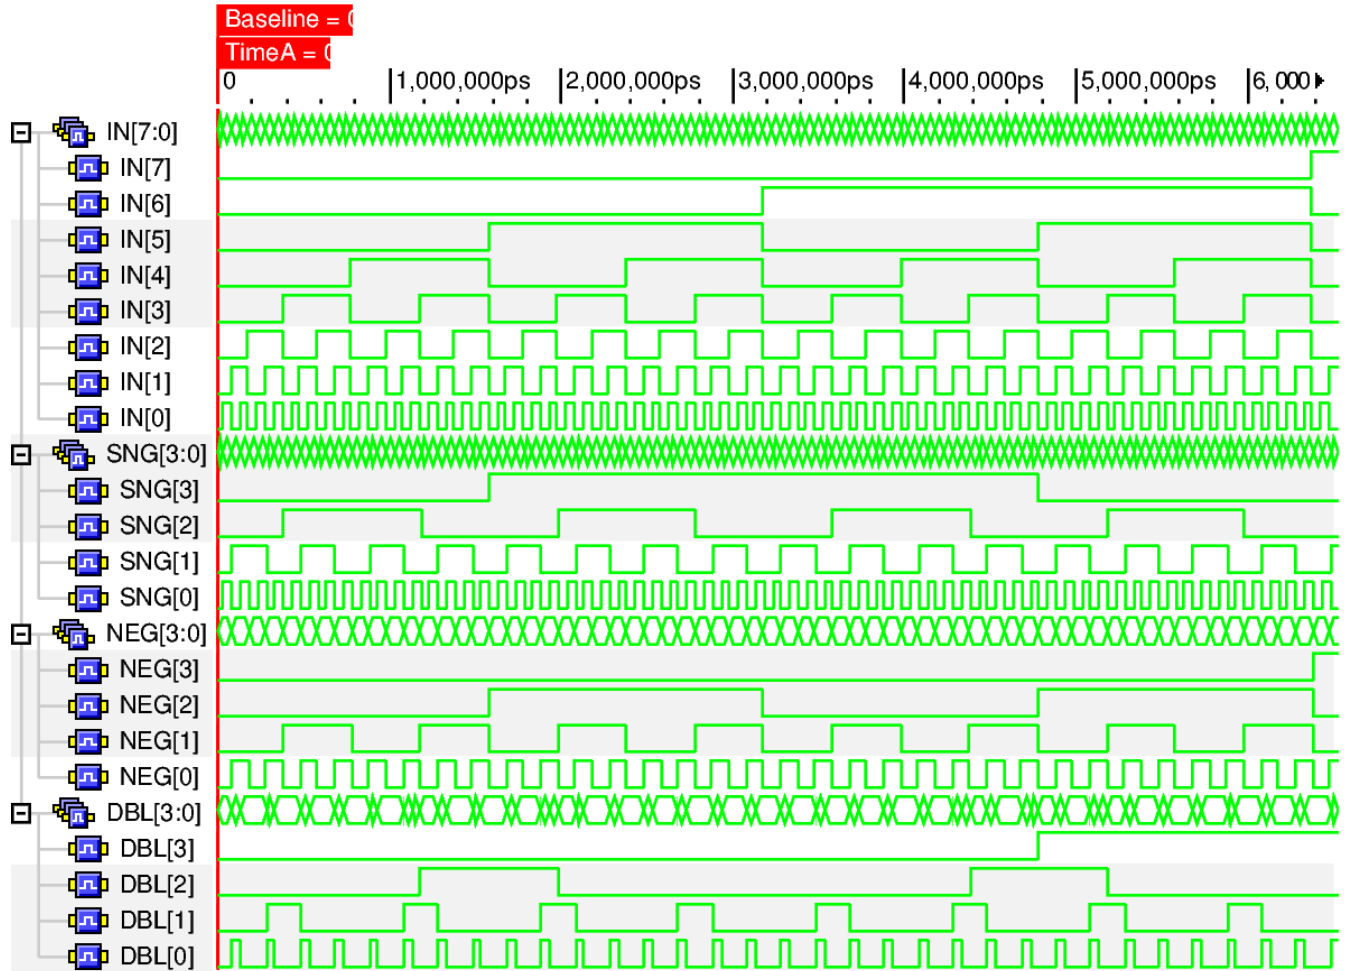 Baseline = 0
TimeA = 0
0 1,000,000ps 2,000,000ps 3,000,000ps 4,000,000ps 5,000,000ps 6,000
IN[7:0]
IN[7]
IN[6]
IN[5]
IN[4]
IN[3]
IN[2]
IN[1]
IN[0]
SNG[3:0]
SNG[3]
SNG[2]
SNG[1]
SNG[0]
NEG[3:0]
NEG[3]
NEG[2]
NEG[1]
NEG[0]
DBL[3:0]
DBL[3]
DBL[2]
DBL[1]
DBL[0]